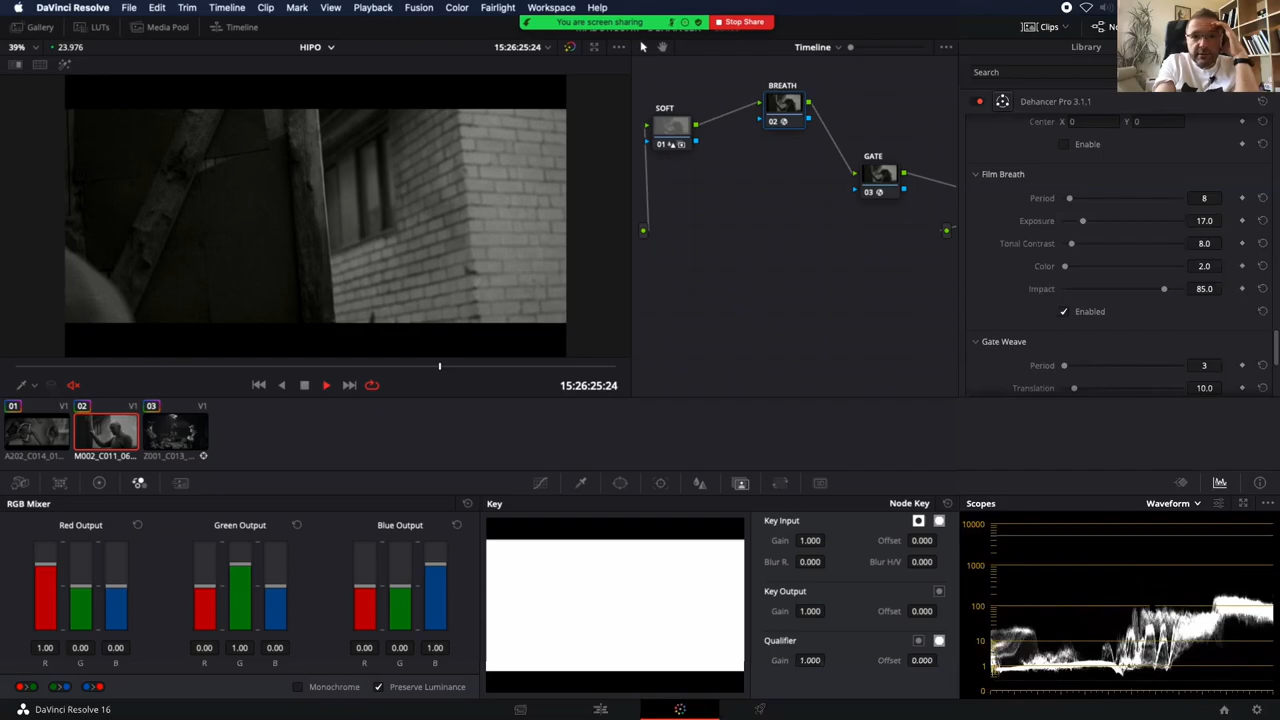 DaVinci Resolve File Edit Trim Timeline Clip Mark View Playback Fusion Color Fairlight Workspace Help
You are screen sharing Stop Share
Gallery LUTs Media Pool Timeline Clips
39% 23.976 HIPO 15:26:25:24 Timeline Library
Search
Dehancer Pro 3.1.1
Center X 0 Y 0
Enable
SOFT BREATH GATE
01 02 03
Film Breath
Period 8
Exposure 17.0
Tonal Contrast 8.0
Color 2.0
Impact 85.0
Enabled
Gate Weave
Period 3
Translation 10.0
15:26:25:24
01 V1 02 V1 03 V1
A202_C014_01... M002_C011_06... Z001_C013_...
RGB Mixer Key Node Key Scopes Waveform
Red Output Green Output Blue Output
1.00 0.00 0.00 0.00 1.00 0.00 0.00 0.00 1.00
R G B R G B R G B
Monochrome Preserve Luminance
Key Input
Gain 1.000 Offset 0.000
Blur R. 0.000 Blur H/V 0.000
Key Output
Gain 1.000 Offset 0.000
Qualifier
Gain 1.000 Offset 0.000
10000
1000
100
10
1
0
DaVinci Resolve 16